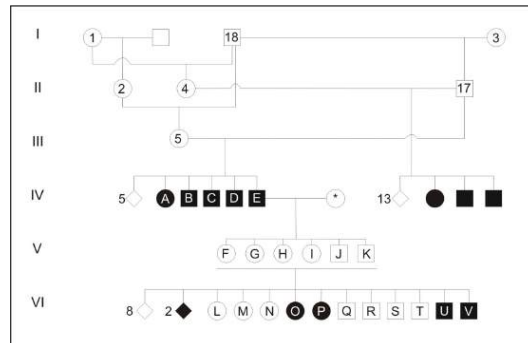 I 1 18 3
II 2 4 17
III 5
IV 5 A B C D E * 13
V F G H I J K
VI 8 2 L M N O P Q R S T U V